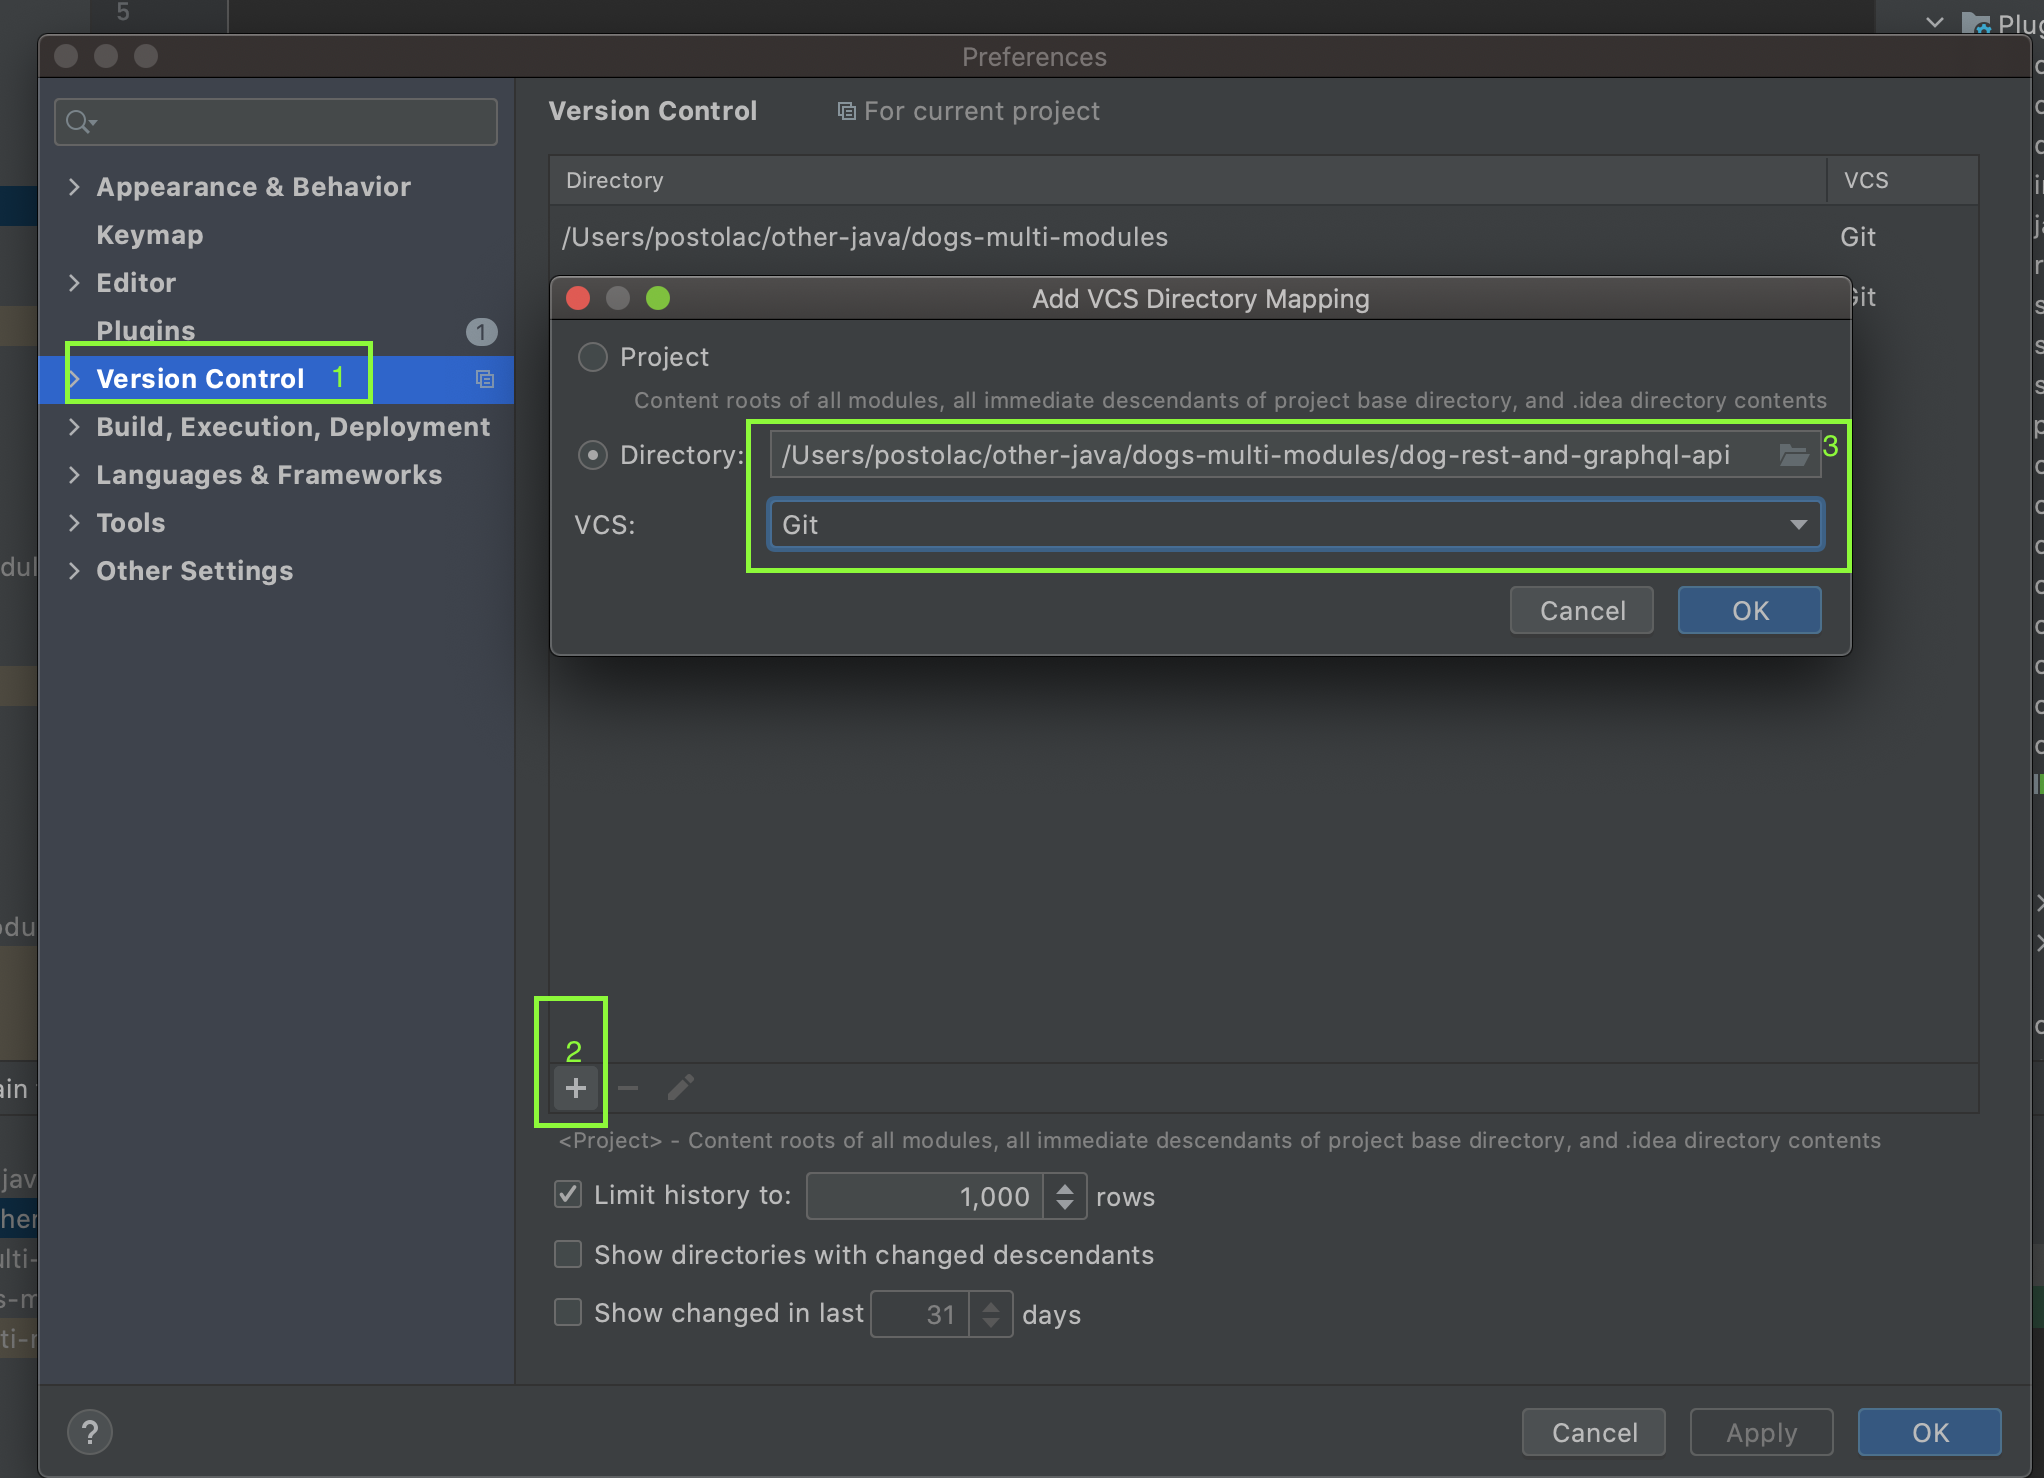 5
Plug
Preferences
Version Control
For current project
Directory
VCS
/Users/postolac/other-java/dogs-multi-modules
Git
Git
Appearance & Behavior
Keymap
Editor
Plugins
1
Version Control
1
Build, Execution, Deployment
Languages & Frameworks
Tools
Other Settings
Add VCS Directory Mapping
Project
Content roots of all modules, all immediate descendants of project base directory, and .idea directory contents
Directory:
/Users/postolac/other-java/dogs-multi-modules/dog-rest-and-graphql-api
3
VCS:
Git
Cancel
OK
2
<Project> - Content roots of all modules, all immediate descendants of project base directory, and .idea directory contents
Limit history to:
1,000
rows
Show directories with changed descendants
Show changed in last
31
days
?
Cancel
Apply
OK